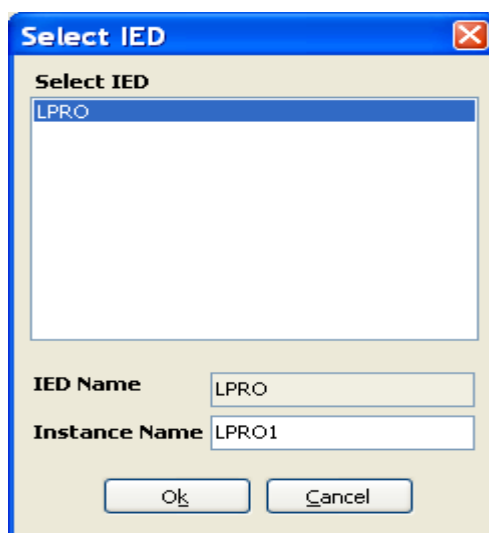 Select IED
Select IED
LPRO
IED Name LPRO
Instance Name LPRO1
Ok Cancel